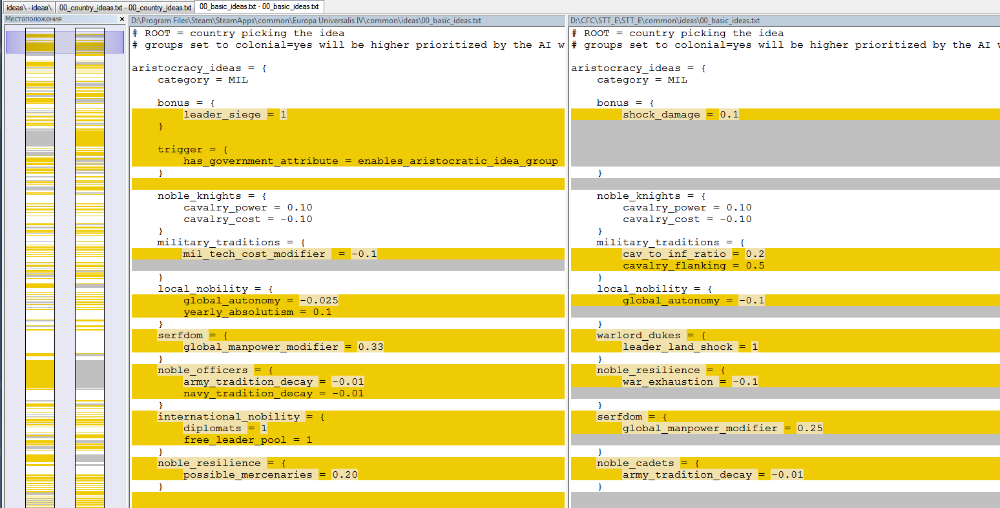 ideas\ - ideas\
00_country_ideas.txt - 00_country_ideas.txt
00_basic_ideas.txt - 00_basic_ideas.txt
Местоположения
×
D:\Program Files\Steam\SteamApps\common\Europa Universalis IV\common\ideas\00_basic_ideas.txt
# ROOT = country picking the idea
# groups set to colonial=yes will be higher prioritized by the AI w
aristocracy_ideas = {
category = MIL
bonus = {
leader_siege = 1
}
trigger = {
has_government_attribute = enables_aristocratic_idea_group
}
noble_knights = {
cavalry_power = 0.10
cavalry_cost = -0.10
}
military_traditions = {
mil_tech_cost_modifier  = -0.1
}
local_nobility = {
global_autonomy = -0.025
yearly_absolutism = 0.1
}
serfdom = {
global_manpower_modifier = 0.33
}
noble_officers = {
army_tradition_decay = -0.01
navy_tradition_decay = -0.01
}
international_nobility = {
diplomats = 1
free_leader_pool = 1
}
noble_resilience = {
possible_mercenaries = 0.20
}
D:\СГС\STT_E\STT_E\common\ideas\00_basic_ideas.txt
# ROOT = country picking the idea
# groups set to colonial=yes will be higher prioritized by the AI w
aristocracy_ideas = {
category = MIL
bonus = {
shock_damage = 0.1
}
noble_knights = {
cavalry_power = 0.10
cavalry_cost = -0.10
}
military_traditions = {
cav_to_inf_ratio = 0.2
cavalry_flanking = 0.5
}
local_nobility = {
global_autonomy = -0.1
}
warlord_dukes = {
leader_land_shock = 1
}
noble_resilience = {
war_exhaustion = -0.1
}
serfdom = {
global_manpower_modifier = 0.25
}
noble_cadets = {
army_tradition_decay = -0.01
}